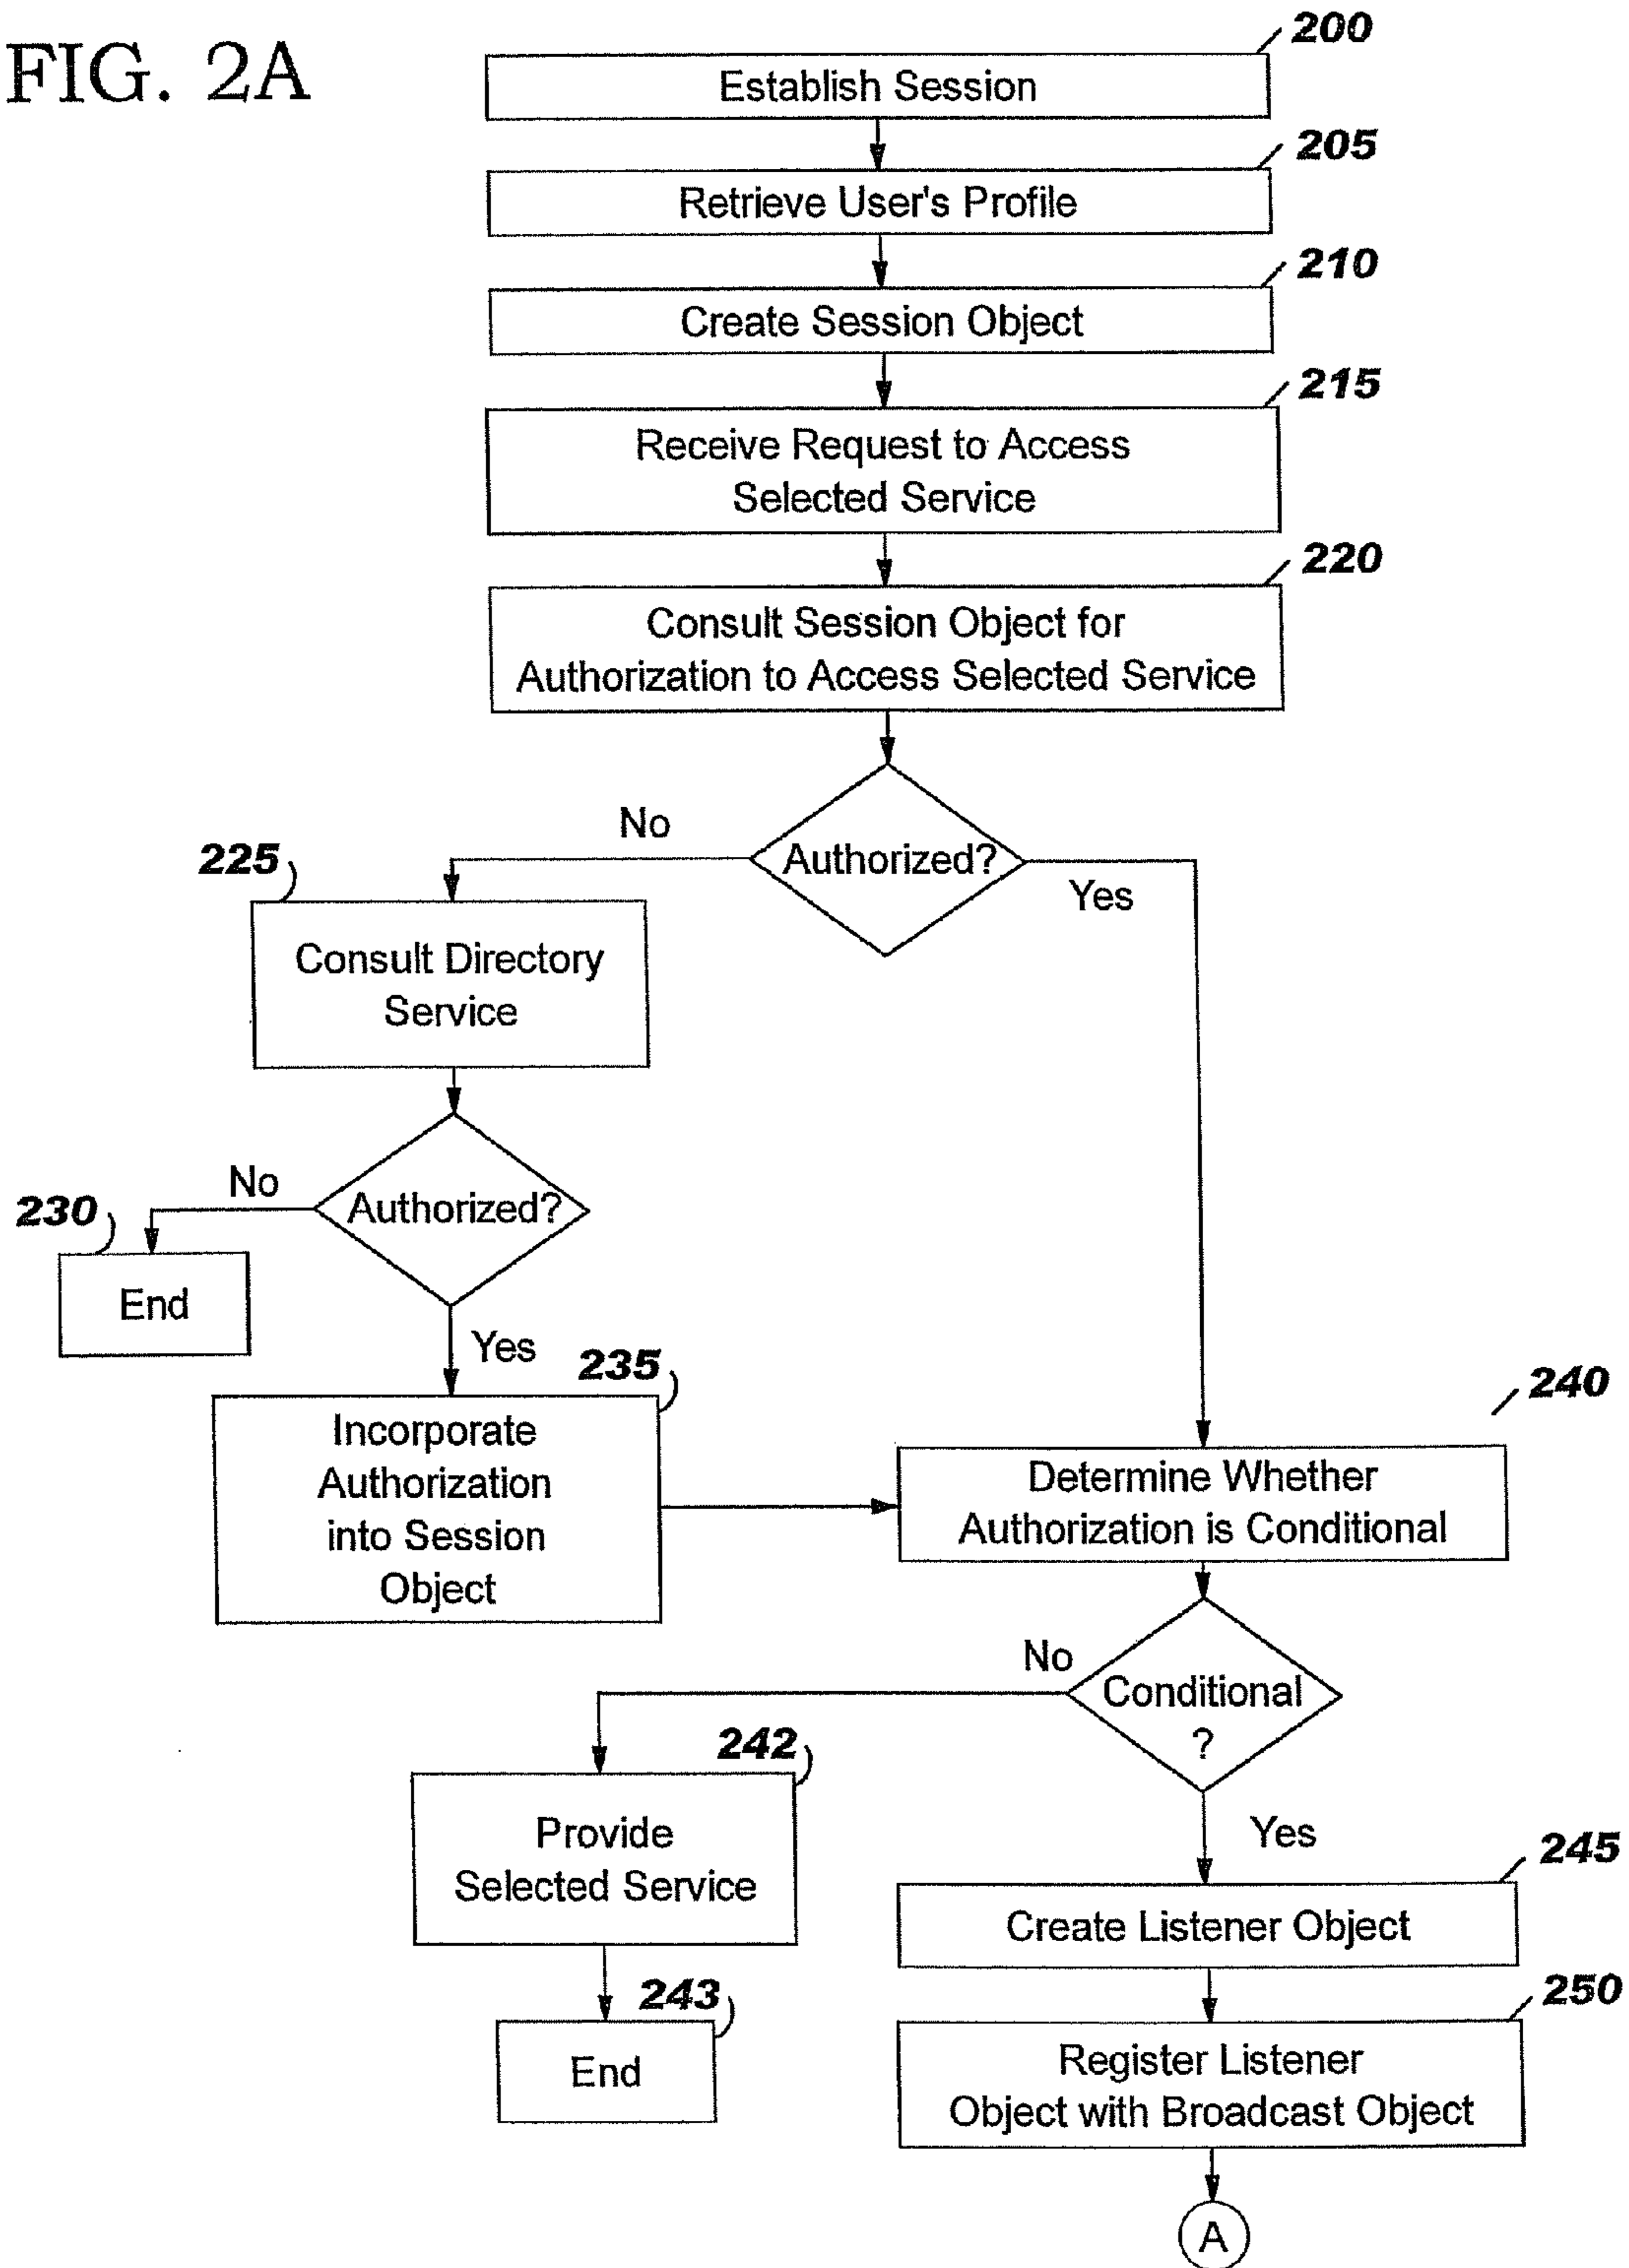 FIG. 2A
200
Establish Session
205
Retrieve User's Profile
210
Create Session Object
215
Receive Request to Access
Selected Service
220
Consult Session Object for
Authorization to Access Selected Service
No
Authorized?
Yes
225
Consult Directory
Service
No
Authorized?
230
End
Yes
235
Incorporate
Authorization
into Session
Object
240
Determine Whether
Authorization is Conditional
No
Conditional
?
242
Provide
Selected Service
Yes
245
Create Listener Object
243
End
250
Register Listener
Object with Broadcast Object
A